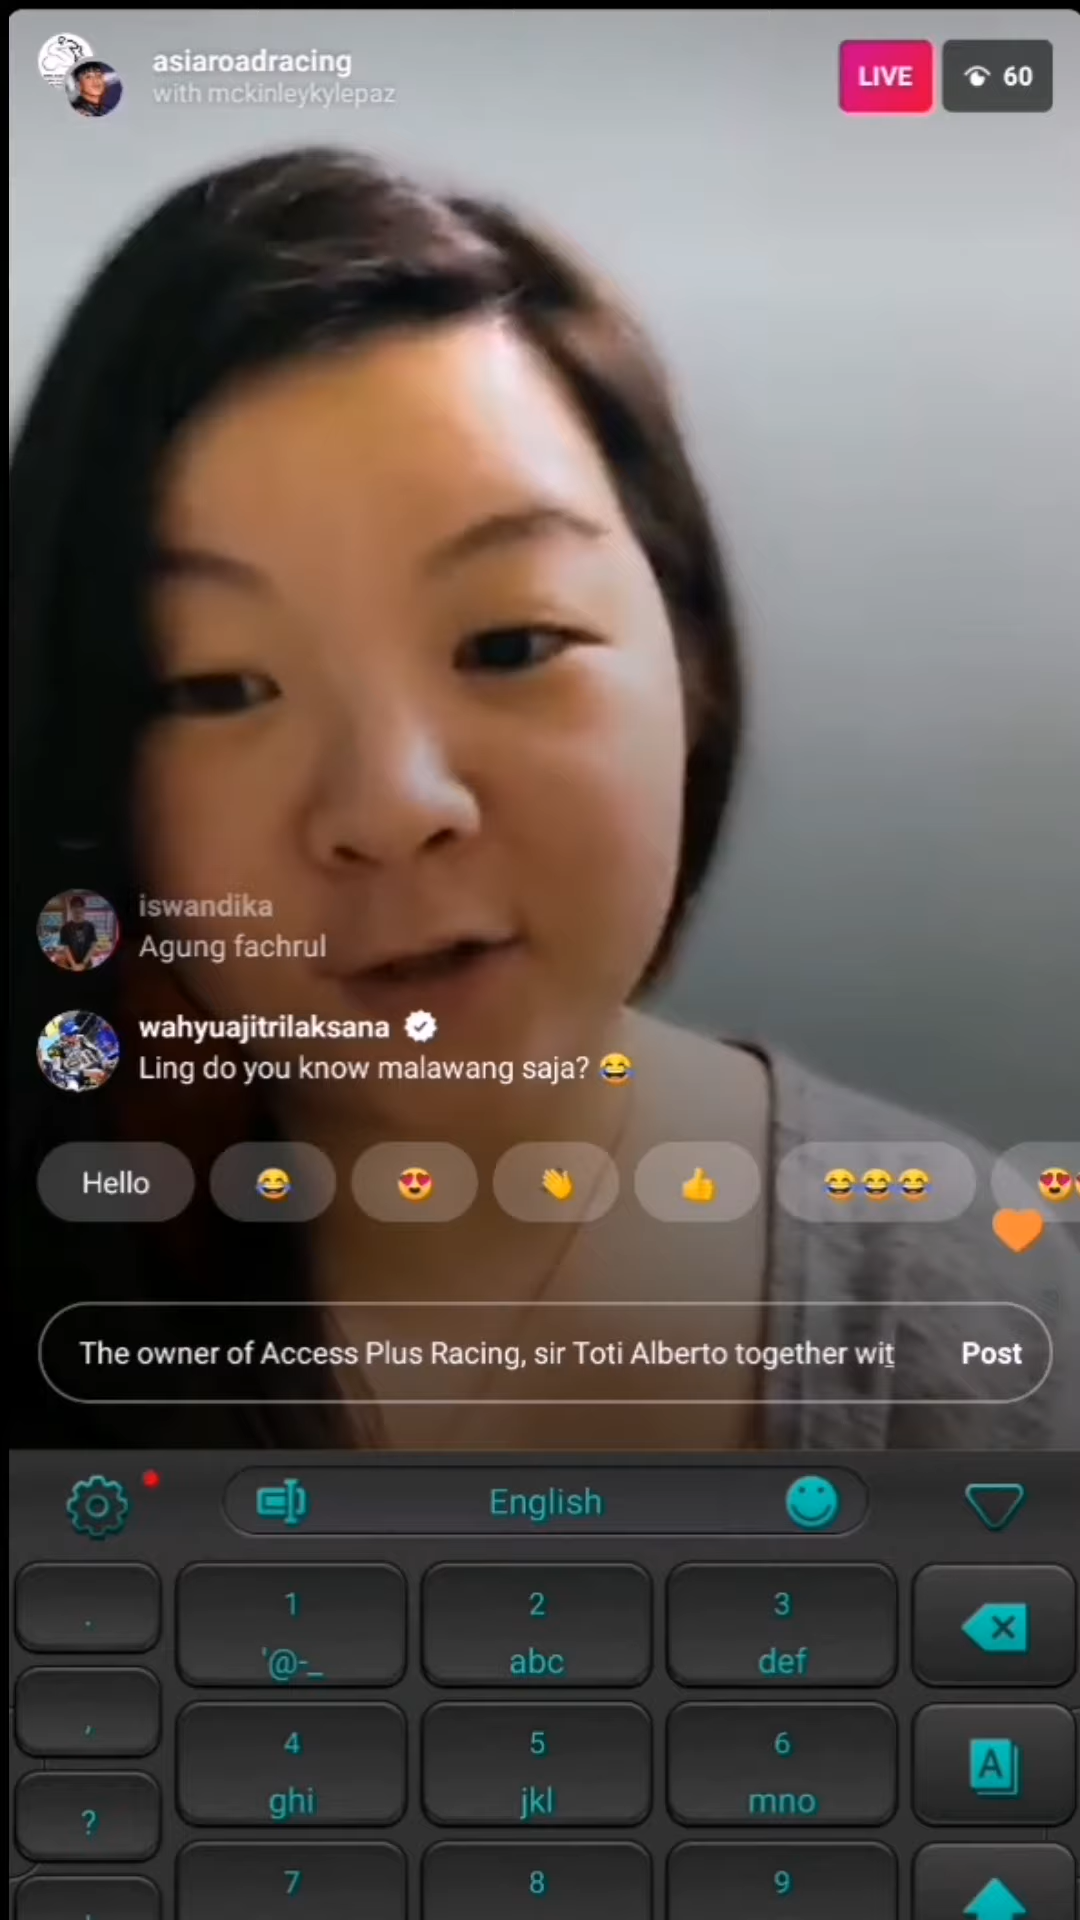 asiaroadracing
with mckinleykylepaz
LIVE
60
iswandika
Agung fachrul
wahyuajitrilaksana
Ling do you know malawang saja? 😂
Hello
😂
😍
👋
👍
😂😂😂
😍
The owner of Access Plus Racing, sir Toti Alberto together wit
Post
English
.
1
'@-_
2
abc
3
def
,
4
ghi
5
jkl
6
mno
A
?
7
8
9